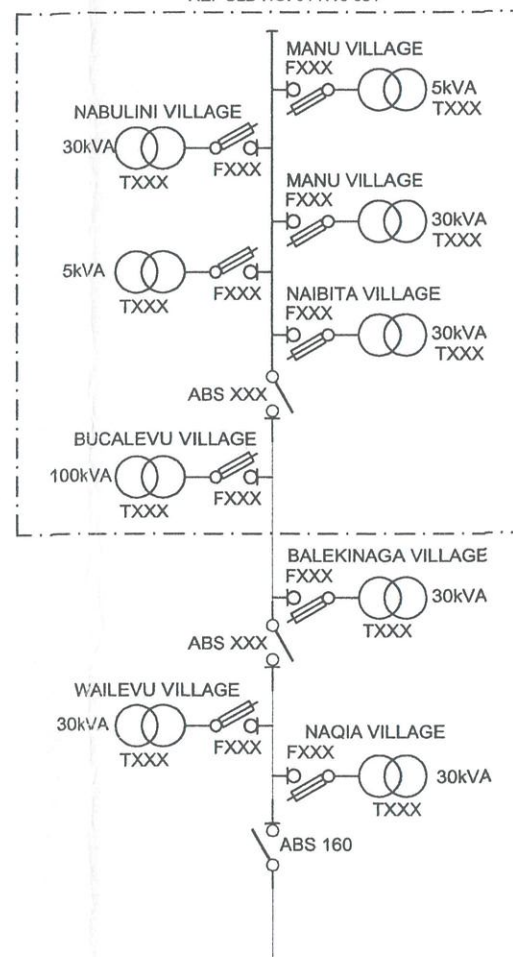 MANU VILLAGE
FXXX
5kVA
TXXX
NABULINI VILLAGE
30kVA
TXXX
FXXX
MANU VILLAGE
FXXX
30kVA
TXXX
5kVA
TXXX
FXXX
NAIBITA VILLAGE
FXXX
30kVA
TXXX
ABS XXX
BUCALEVU VILLAGE
100kVA
TXXX
FXXX
BALEKINAGA VILLAGE
FXXX
30kVA
TXXX
ABS XXX
WAILEVU VILLAGE
30kVA
TXXX
FXXX
NAQIA VILLAGE
FXXX
30kVA
TXXX
ABS 160